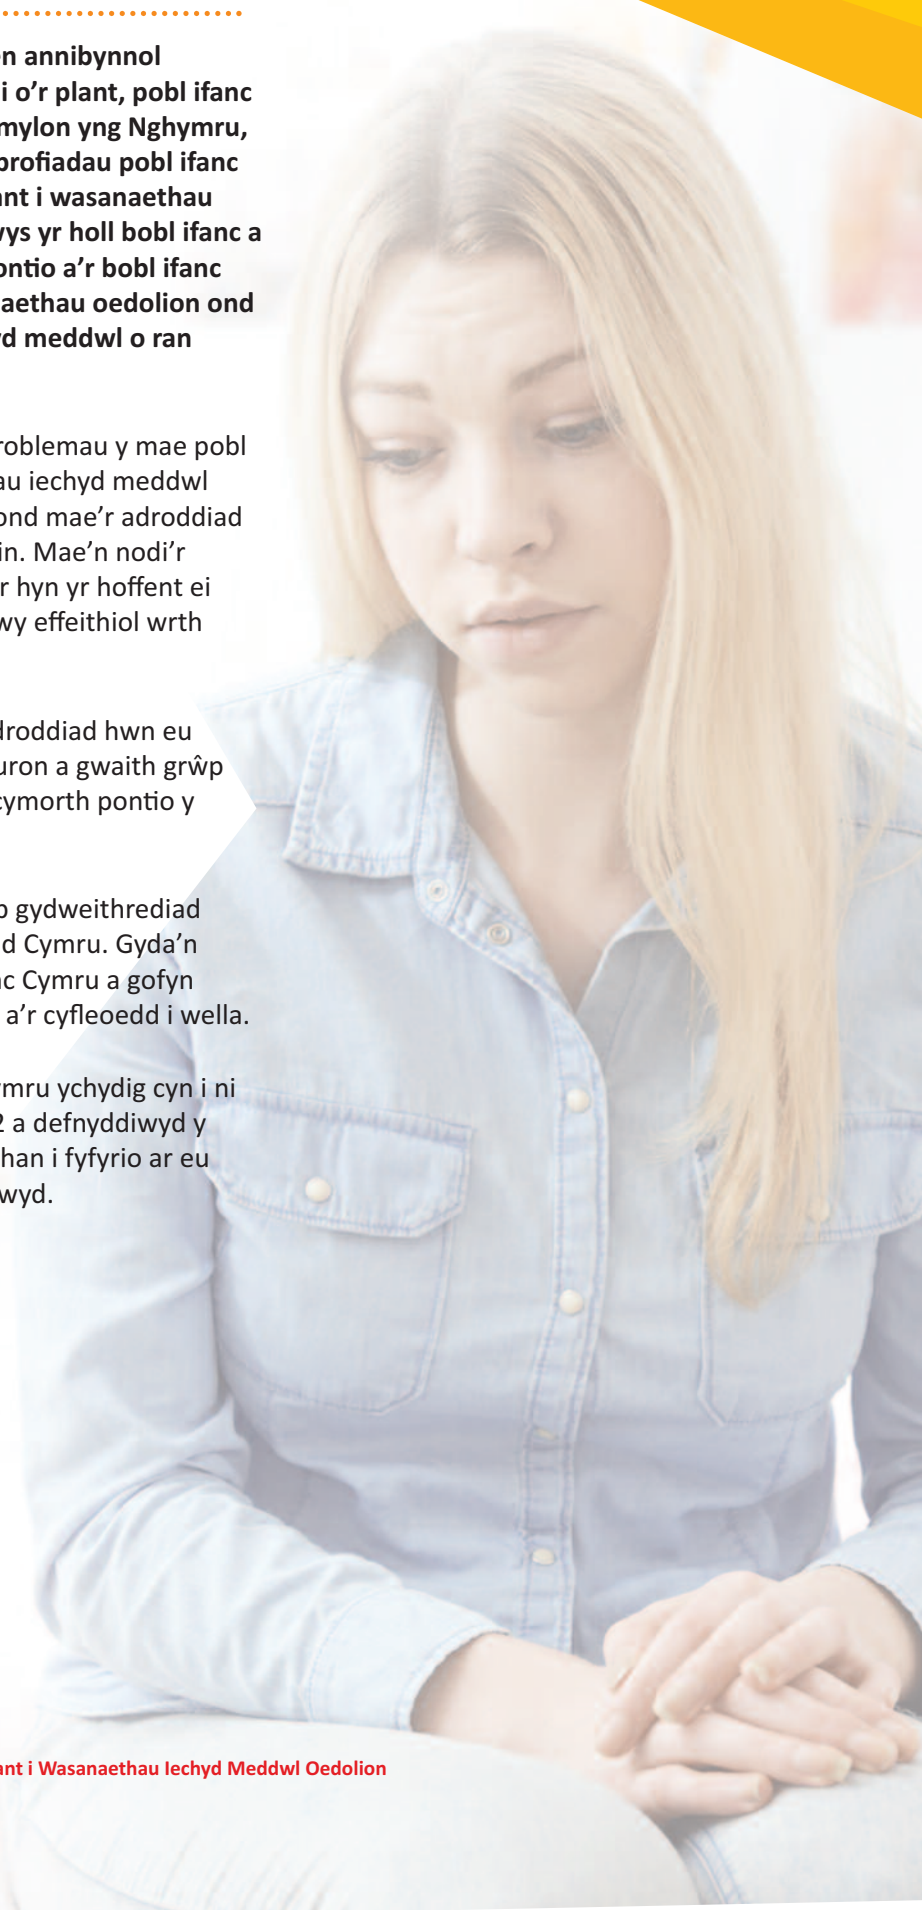 n annibynnol
i o’r plant, pobl ifanc
mylon yng Nghymru,
profiadau pobl ifanc
ant i wasanaethau
wys yr holl bobl ifanc a
ontio a’r bobl ifanc
aethau oedolion ond
d meddwl o ran
roblemau y mae pobl
au iechyd meddwl
ond mae’r adroddiad
in. Mae’n nodi’r
r hyn yr hoffent ei
wy effeithiol wrth
droddiad hwn eu
uron a gwaith grŵp
cymorth pontio y
o gydweithrediad
d Cymru. Gyda’n
nc Cymru a gofyn
a’r cyfleoedd i wella.
ymru ychydig cyn i ni
2 a defnyddiwyd y
han i fyfyrio ar eu
wyd.
ant i Wasanaethau Iechyd Meddwl Oedolion